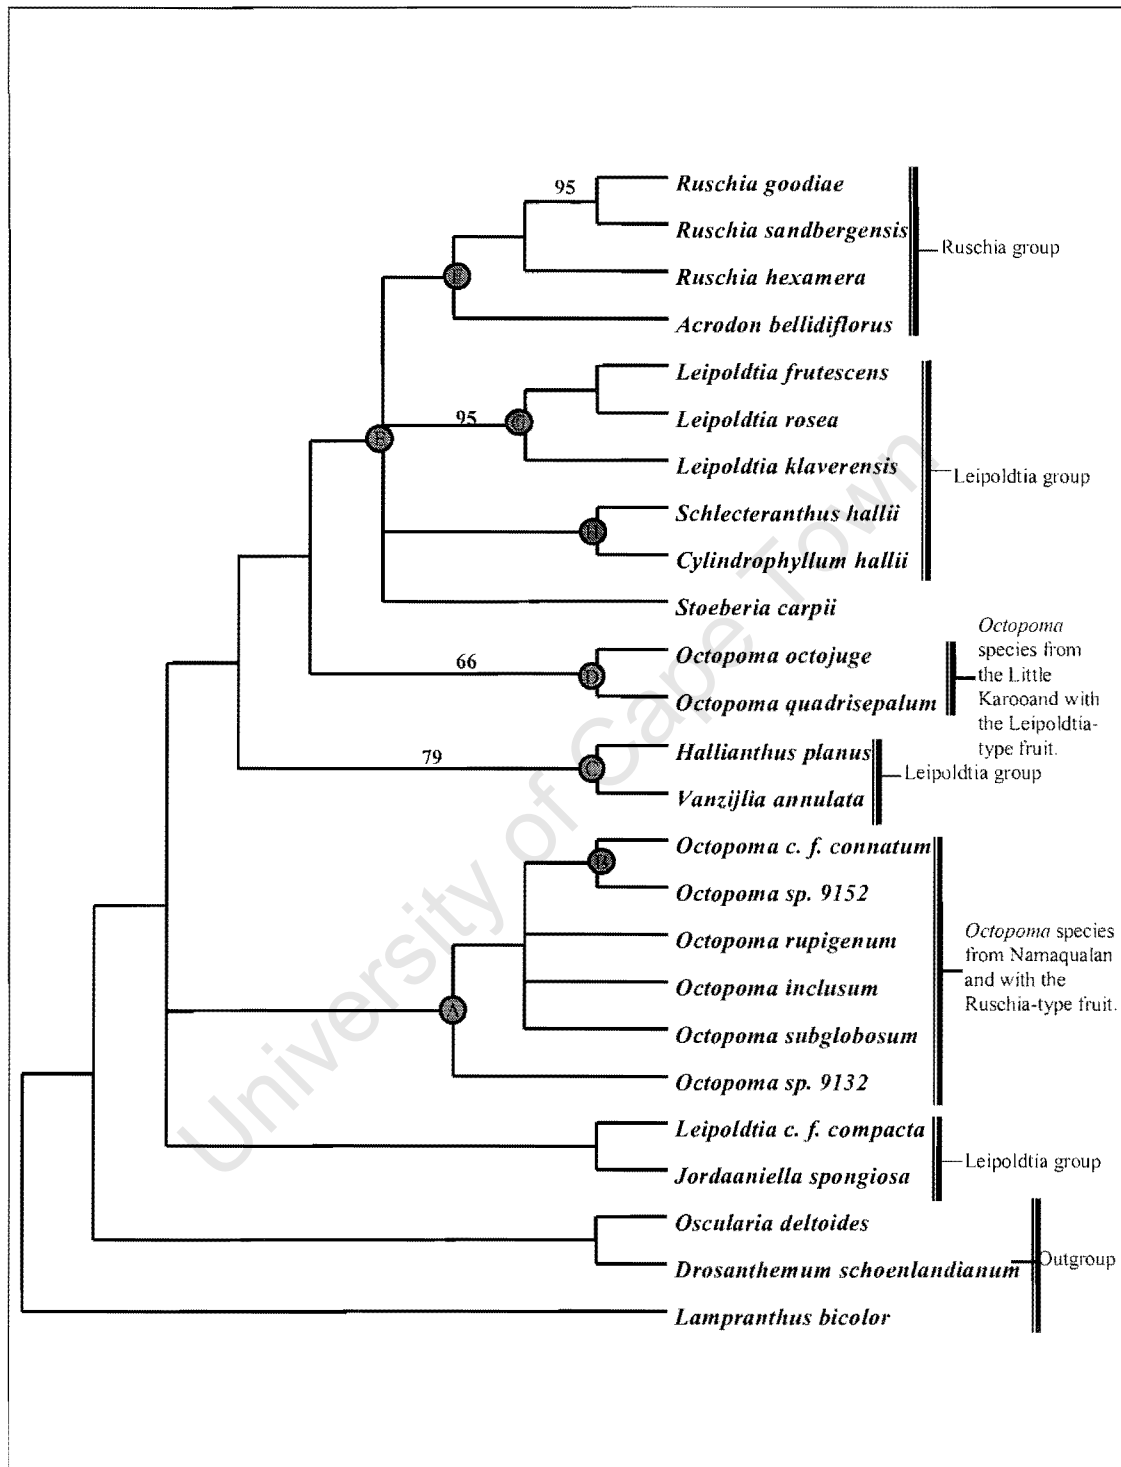 95
Ruschia goodiae
Ruschia sandbergensis
Ruschia hexamera
Acrodon bellidiflorus
Ruschia group
Leipoldtia frutescens
95
G
Leipoldtia rosea
Leipoldtia klaverensis
Schlecteranthus hallii
H
Cylindrophyllum hallii
Leipoldtia group
Stoeberia carpii
66
D
Octopoma octojuge
Octopoma quadrisepalum
Octopoma
species from
the Little
Karooand with
the Leipoldtia-
type fruit.
79
C
Hallianthus planus
Vanzijlia annulata
Leipoldtia group
Octopoma c. f. connatum
Octopoma sp. 9152
Octopoma rupigenum
Octopoma inclusum
A
Octopoma subglobosum
Octopoma sp. 9132
Octopoma species
from Namaqualan
and with the
Ruschia-type fruit.
Leipoldtia c. f. compacta
Jordaaniella spongiosa
Leipoldtia group
Oscularia deltoides
Drosanthemum schoenlandianum
Lampranthus bicolor
Outgroup
University of Cape Town